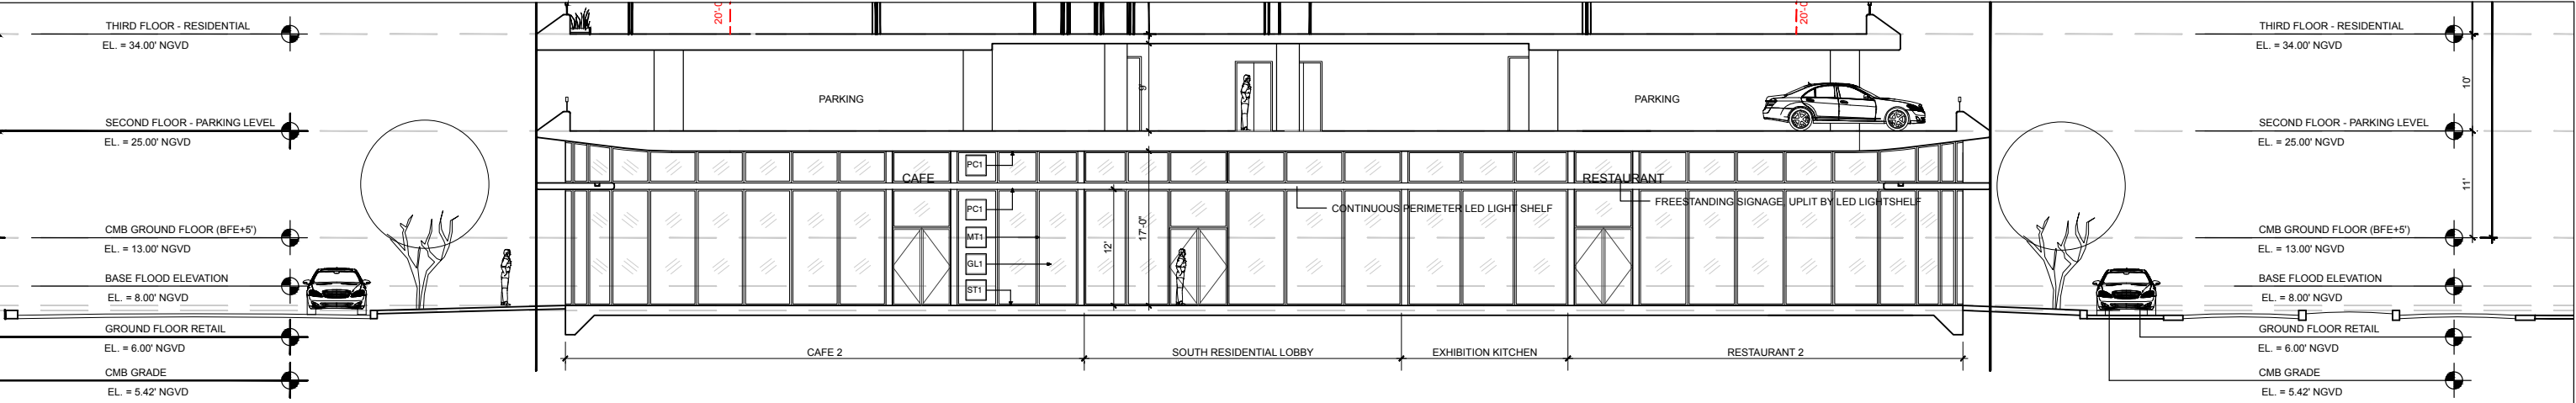 THIRD FLOOR - RESIDENTIAL
EL. = 34.00' NGVD
SECOND FLOOR - PARKING LEVEL
EL. = 25.00' NGVD
CMB GROUND FLOOR (BFE+5')
EL. = 13.00' NGVD
BASE FLOOD ELEVATION
EL. = 8.00' NGVD
GROUND FLOOR RETAIL
EL. = 6.00' NGVD
CMB GRADE
EL. = 5.42' NGVD
PARKING
9'
PARKING
CAFE
RESTAURANT
PC1
PC1
MT1
GL1
ST1
12'
17'-0"
CONTINUOUS PERIMETER LED LIGHT SHELF
FREESTANDING SIGNAGE, UPLIT BY LED LIGHTSHELF
CAFE 2
SOUTH RESIDENTIAL LOBBY
EXHIBITION KITCHEN
RESTAURANT 2
THIRD FLOOR - RESIDENTIAL
EL. = 34.00' NGVD
10'
SECOND FLOOR - PARKING LEVEL
EL. = 25.00' NGVD
11'
CMB GROUND FLOOR (BFE+5')
EL. = 13.00' NGVD
BASE FLOOD ELEVATION
EL. = 8.00' NGVD
GROUND FLOOR RETAIL
EL. = 6.00' NGVD
CMB GRADE
EL. = 5.42' NGVD